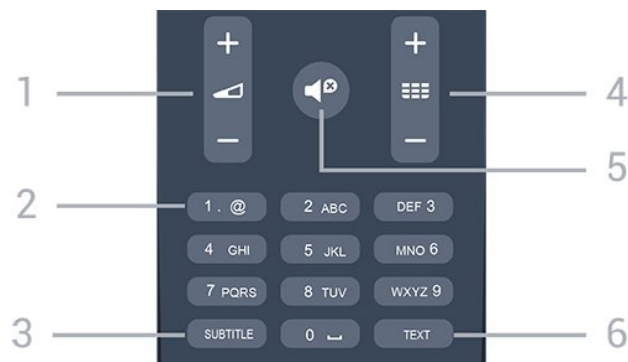 + +
1 4
5
− −
2 1 . @ 2 ABC DEF 3
4 GHI 5 JKL MNO 6
7 PQRS 8 TUV WXYZ 9
3 SUBTITLE 0 ⎵ TEXT 6